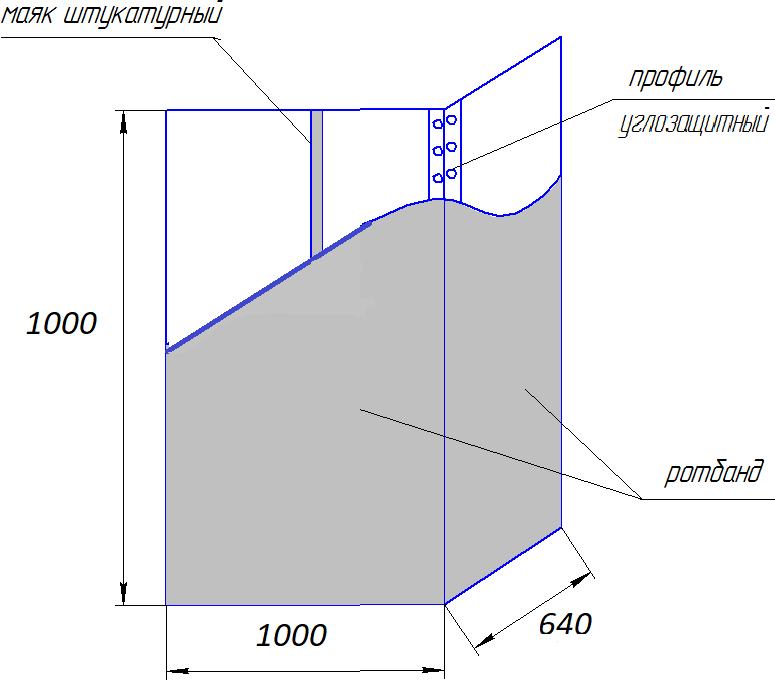 маяк штукатурный
профиль
углозащитный
1000
ротбанд
1000
640